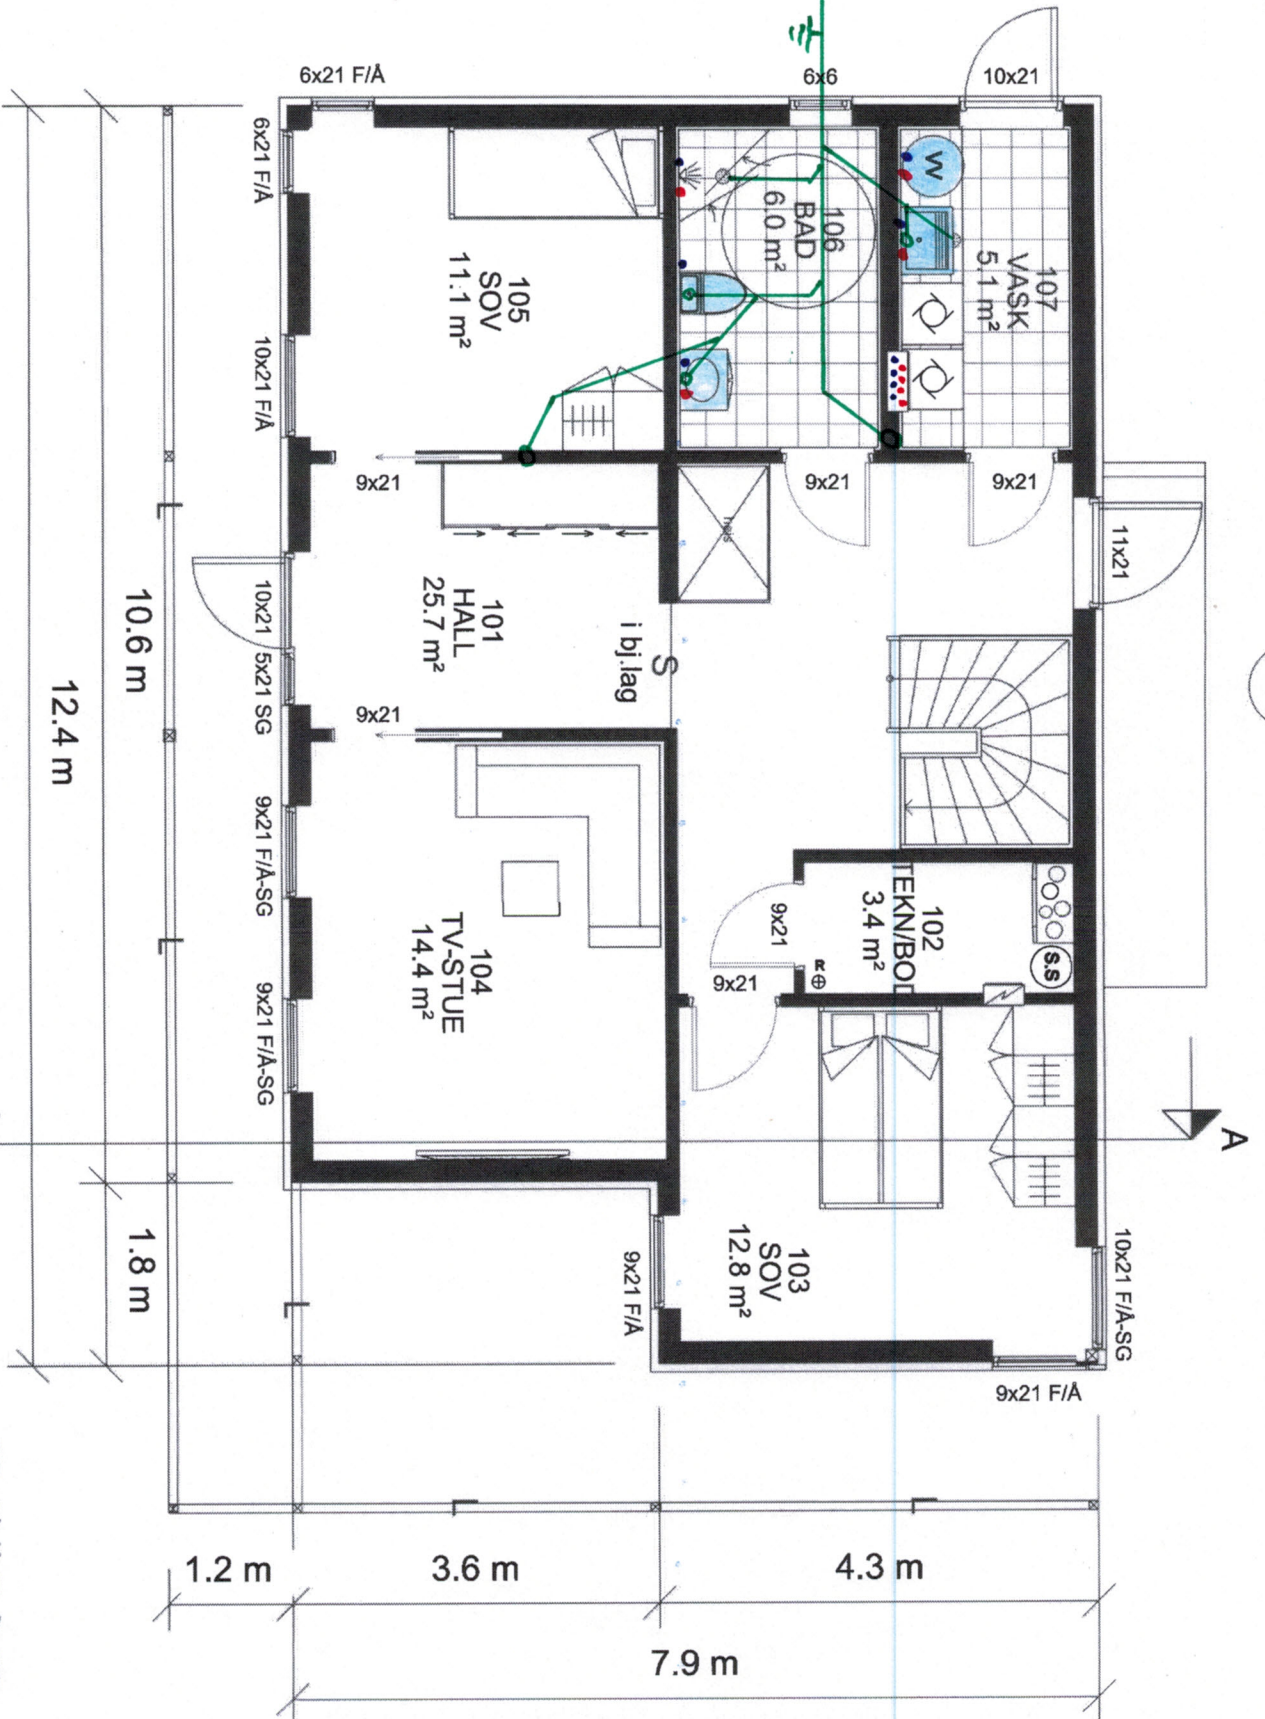 6x21 F/Å
6x6
10x21
6x21 F/Å
W
106
BAD
6.0 m²
107
VASK
5.1 m²
105
SOV
11.1 m²
10x21 F/Å
9x21
9x21
9x21
heis
11x21
101
HALL
25.7 m²
10x21
5x21 SG
i bj.lag
S
10.6 m
12.4 m
9x21
9x21 F/Å-SG
102
TEKN/BOD
3.4 m²
9x21
R
S.S
9x21
104
TV-STUE
14.4 m²
9x21 F/Å-SG
A
103
SOV
12.8 m²
1.8 m
9x21 F/Å
10x21 F/Å-SG
9x21 F/Å
1.2 m
3.6 m
4.3 m
7.9 m